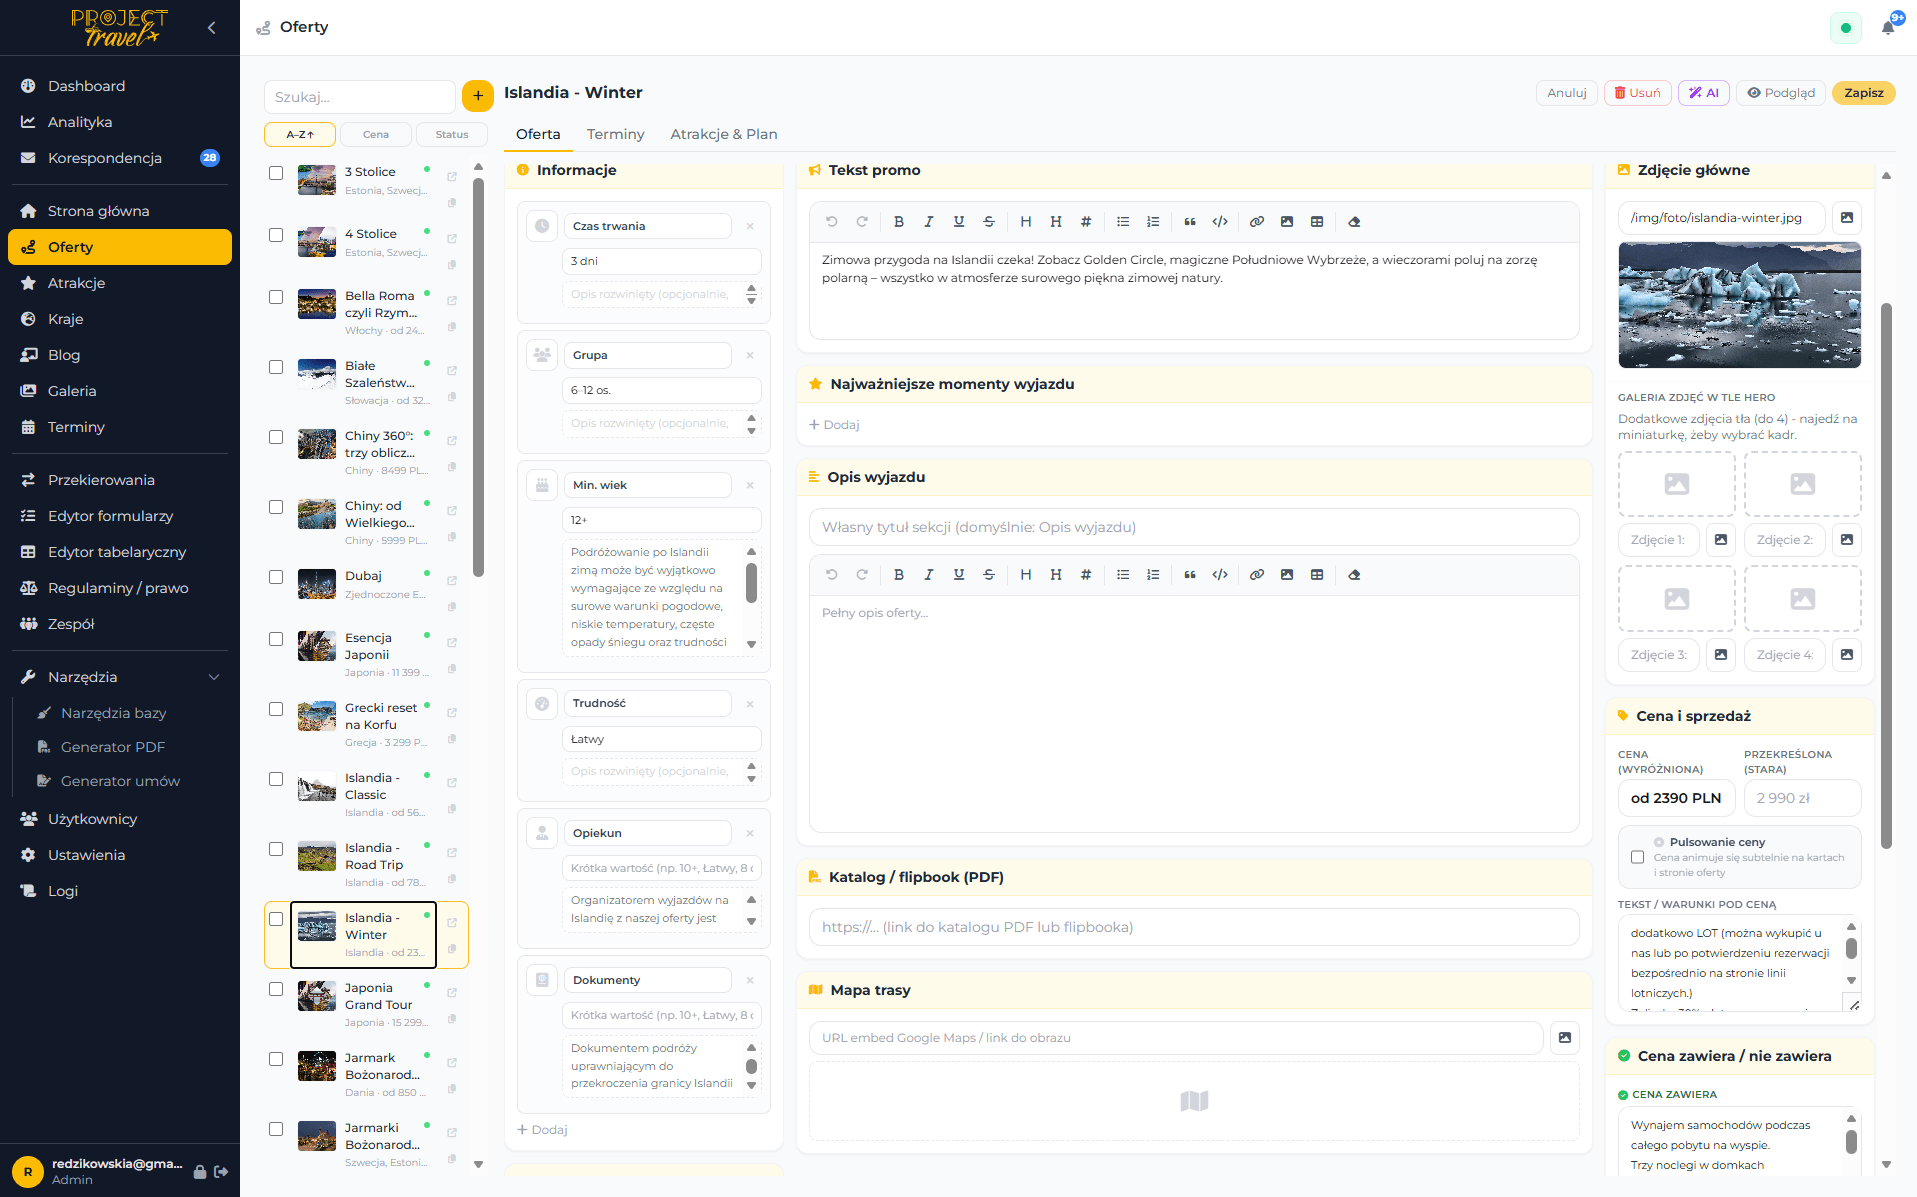 PROJECT
Travel
Dashboard
Analityka
Korespondencja
28
Strona główna
Oferty
Atrakcje
Kraje
Blog
Galeria
Terminy
Przekierowania
Edytor formularzy
Edytor tabelaryczny
Regulaminy / prawo
Zespół
Narzędzia
Narzędzia bazy
Generator PDF
Generator umów
Użytkownicy
Ustawienia
Logi
R
redzikowskia@gma...
Admin
Oferty
9+
Szukaj...
+
A-Z↑
Cena
Status
3 Stolice
Estonia, Szwecj...
4 Stolice
Estonia, Szwecj...
Bella Roma
czyli Rzym...
Włochy · od 24...
Białe
Szaleństw...
Słowacja · od 32...
Chiny 360°:
trzy oblicz...
Chiny · 8499 PL...
Chiny: od
Wielkiego...
Chiny · 5999 PL...
Dubaj
Zjednoczone E...
Esencja
Japonii
Japonia · 11 399 ...
Grecki reset
na Korfu
Grecja · 3 299 P...
Islandia -
Classic
Islandia · od 56...
Islandia -
Road Trip
Islandia · od 78...
Islandia -
Winter
Islandia · od 23...
Japonia
Grand Tour
Japonia · 15 299...
Jarmark
Bożonarod...
Dania · od 850 ...
Jarmarki
Bożonarod...
Szwecja, Estoni...
Islandia - Winter
Anuluj
Usuń
AI
Podgląd
Zapisz
Oferta
Terminy
Atrakcje & Plan
Informacje
Czas trwania
3 dni
Opis rozwinięty (opcjonalnie,
Grupa
6-12 os.
Opis rozwinięty (opcjonalnie,
Min. wiek
12+
Podróżowanie po Islandii
zimą może być wyjątkowo
wymagające ze względu na
surowe warunki pogodowe,
niskie temperatury, częste
opady śniegu oraz trudności
Trudność
Łatwy
Opis rozwinięty (opcjonalnie,
Opiekun
Krótka wartość (np. 10+, Łatwy, 8 c
Organizatorem wyjazdów na
Islandię z naszej oferty jest
Dokumenty
Krótka wartość (np. 10+, Łatwy, 8 c
Dokumentem podróży
uprawniającym do
przekroczenia granicy Islandii
+ Dodaj
Tekst promo
B I U S H H #
Zimowa przygoda na Islandii czeka! Zobacz Golden Circle, magiczne Południowe Wybrzeże, a wieczorami poluj na zorzę
polarną – wszystko w atmosferze surowego piękna zimowej natury.
Najważniejsze momenty wyjazdu
+ Dodaj
Opis wyjazdu
Własny tytuł sekcji (domyślnie: Opis wyjazdu)
B I U S H H #
Pełny opis oferty...
Katalog / flipbook (PDF)
https://... (link do katalogu PDF lub flipbooka)
Mapa trasy
URL embed Google Maps / link do obrazu
Zdjęcie główne
/img/foto/islandia-winter.jpg
GALERIA ZDJĘĆ W TLE HERO
Dodatkowe zdjęcia tła (do 4) - najedź na
miniaturkę, żeby wybrać kadr.
Zdjęcie 1:
Zdjęcie 2:
Zdjęcie 3:
Zdjęcie 4:
Cena i sprzedaż
CENA
(WYRÓŻNIONA)
PRZEKREŚLONA
(STARA)
od 2390 PLN
2 990 zł
Pulsowanie ceny
Cena animuje się subtelnie na kartach
i stronie oferty
TEKST / WARUNKI POD CENĄ
dodatkowo LOT (można wykupić u
nas lub po potwierdzeniu rezerwacji
bezpośrednio na stronie linii
lotniczych.)
Cena zawiera / nie zawiera
CENA ZAWIERA
Wynajem samochodów podczas
całego pobytu na wyspie.
Trzy noclegi w domkach